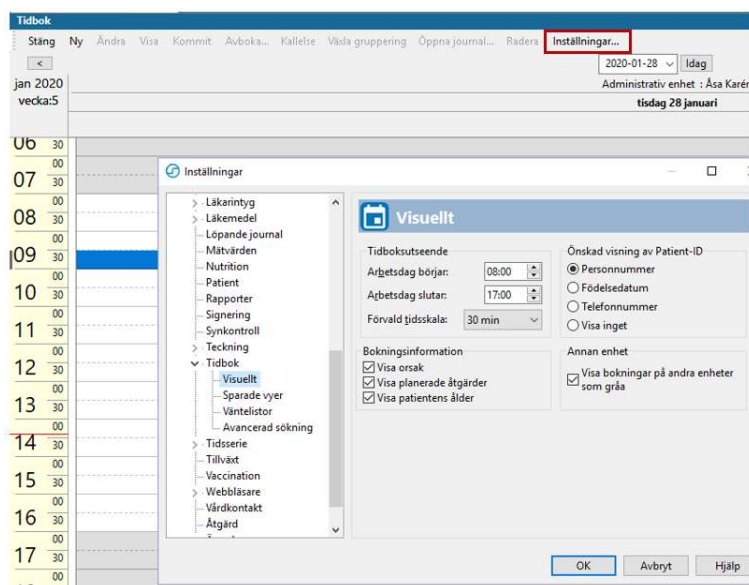 Tidbok
Stäng Ny Ändra Visa Kommit Avboka... Kallelse Växla gruppering Öppna journal... Radera Inställningar...
<
2020-01-28 Idag
jan 2020
Administrativ enhet : Åsa Karén
vecka:5
tisdag 28 januari
06 30
00
07 30
00
08 30
00
09 30
00
10 30
00
11 30
00
12 30
00
13 30
00
14 30
00
15 30
00
16 30
00
17 30
00
Inställningar
Läkarintyg
Läkemedel
Löpande journal
Mätvärden
Nutrition
Patient
Rapporter
Signering
Synkontroll
Teckning
Tidbok
Visuellt
Sparade vyer
Väntelistor
Avancerad sökning
Tidsserie
Tillväxt
Vaccination
Webbläsare
Vårdkontakt
Åtgärd
Visuellt
Tidboksutseende
Arbetsdag börjar: 08:00
Arbetsdag slutar: 17:00
Förvald tidsskala: 30 min
Önskad visning av Patient-ID
Personnummer
Födelsedatum
Telefonnummer
Visa inget
Bokningsinformation
Visa orsak
Visa planerade åtgärder
Visa patientens ålder
Annan enhet
Visa bokningar på andra enheter
som gråa
OK Avbryt Hjälp